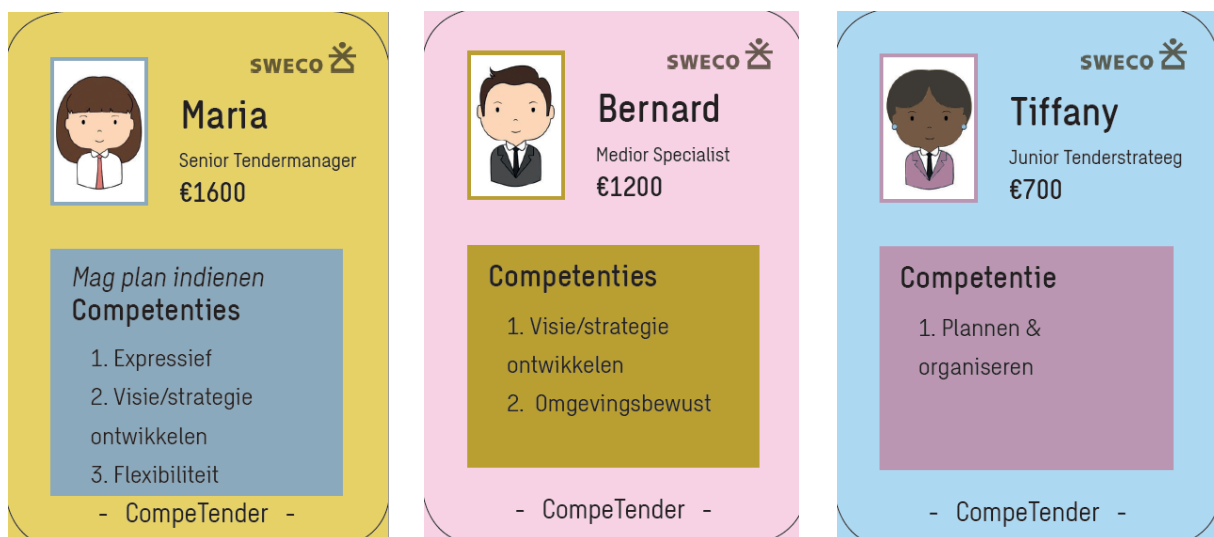 SWECO
Maria
Senior Tendermanager
€1600
Mag plan indienen
Competenties
1. Expressief
2. Visie/strategie
ontwikkelen
3. Flexibiliteit
- CompeTender -
SWECO
Bernard
Medior Specialist
€1200
Competenties
1. Visie/strategie
ontwikkelen
2. Omgevingsbewust
- CompeTender -
SWECO
Tiffany
Junior Tenderstrateeg
€700
Competentie
1. Plannen &
organiseren
- CompeTender -